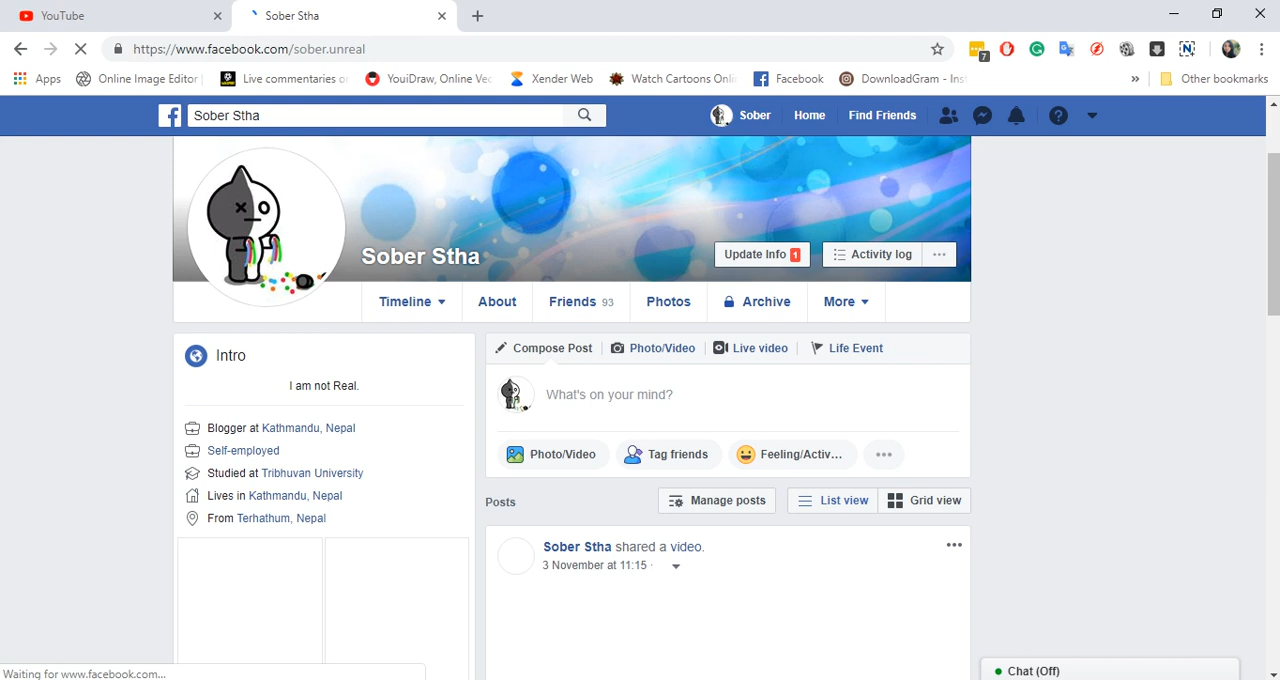 YouTube
Sober Stha
https://www.facebook.com/sober.unreal
7
Apps
Online Image Editor
Live commentaries o
YouiDraw, Online Vec
Xender Web
Watch Cartoons Onli
Facebook
DownloadGram - Inst
»
Other bookmarks
Sober Stha
Sober
Home
Find Friends
Sober Stha
Update Info 1
Activity log
Timeline
About
Friends 93
Photos
Archive
More
Intro
I am not Real.
Blogger at Kathmandu, Nepal
Self-employed
Studied at Tribhuvan University
Lives in Kathmandu, Nepal
From Terhathum, Nepal
Compose Post
Photo/Video
Live video
Life Event
What's on your mind?
Photo/Video
Tag friends
Feeling/Activ...
Posts
Manage posts
List view
Grid view
Sober Stha shared a video.
3 November at 11:15 ·
Waiting for www.facebook.com...
Chat (Off)